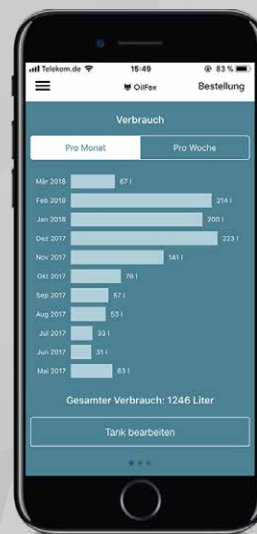 Telekom.de 15:49 83 %
OilFox Bestellung
Verbrauch
Pro Monat Pro Woche
Mär 2018 67 l
Feb 2018 214 l
Jan 2018 200 l
Dez 2017 223 l
Nov 2017 141 l
Okt 2017 76 l
Sep 2017 57 l
Aug 2017 53 l
Jul 2017 33 l
Jun 2017 31 l
Mai 2017 63 l
Gesamter Verbrauch: 1246 Liter
Tank bearbeiten